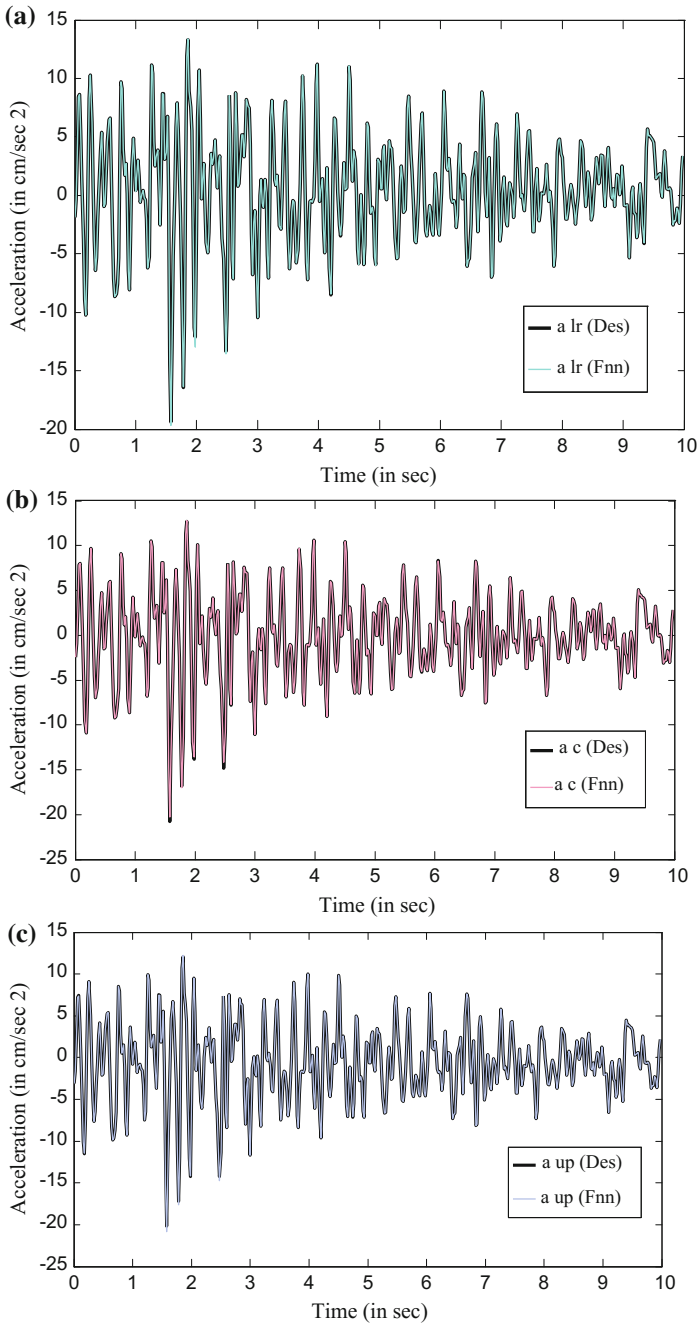 (a)
15
10
5
0
-5
-10
-15
-20
Acceleration (in cm/sec 2)
a lr (Des)
a lr (Fnn)
0 1 2 3 4 5 6 7 8 9 10
Time (in sec)
(b)
15
10
5
0
-5
-10
-15
-20
-25
Acceleration (in cm/sec 2)
a c (Des)
a c (Fnn)
0 1 2 3 4 5 6 7 8 9 10
Time (in sec)
(c)
15
10
5
0
-5
-10
-15
-20
-25
Acceleration (in cm/sec 2)
a up (Des)
a up (Fnn)
0 1 2 3 4 5 6 7 8 9 10
Time (in sec)